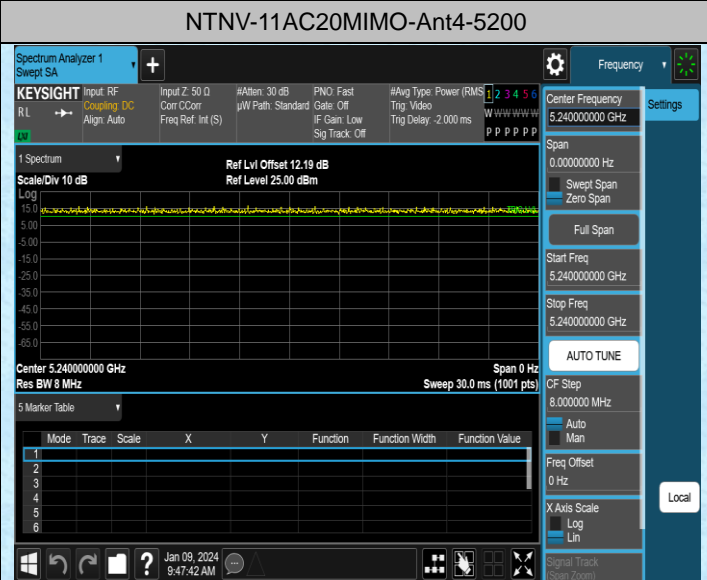 NTNV-11AC20MIMO-Ant4-5200
Spectrum Analyzer 1
Swept SA
+
Frequency
KEYSIGHT
RL
LXI
Input: RF
Coupling: DC
Align: Auto
Input Z: 50 Ω
Corr CCorr
Freq Ref: Int (S)
#Atten: 30 dB
µW Path: Standard
PNO: Fast
Gate: Off
IF Gain: Low
Sig Track: Off
#Avg Type: Power (RMS
Trig: Video
Trig Delay: -2.000 ms
1 2 3 4 5 6
W W W W W W
P P P P P P
Center Frequency
5.240000000 GHz
Settings
Span
0.00000000 Hz
Swept Span
Zero Span
Full Span
Start Freq
5.240000000 GHz
Stop Freq
5.240000000 GHz
AUTO TUNE
CF Step
8.000000 MHz
Auto
Man
Freq Offset
0 Hz
X Axis Scale
Log
Lin
Signal Track
(Span Zoom)
Local
1 Spectrum
Scale/Div 10 dB
Ref Lvl Offset 12.19 dB
Ref Level 25.00 dBm
Log
15.0
5.00
-5.00
-15.0
-25.0
-35.0
-45.0
-55.0
-65.0
Center 5.240000000 GHz
Res BW 8 MHz
Span 0 Hz
Sweep 30.0 ms (1001 pts)
5 Marker Table
Mode Trace Scale X Y Function Function Width Function Value
1
2
3
4
5
6
?
Jan 09, 2024
9:47:42 AM